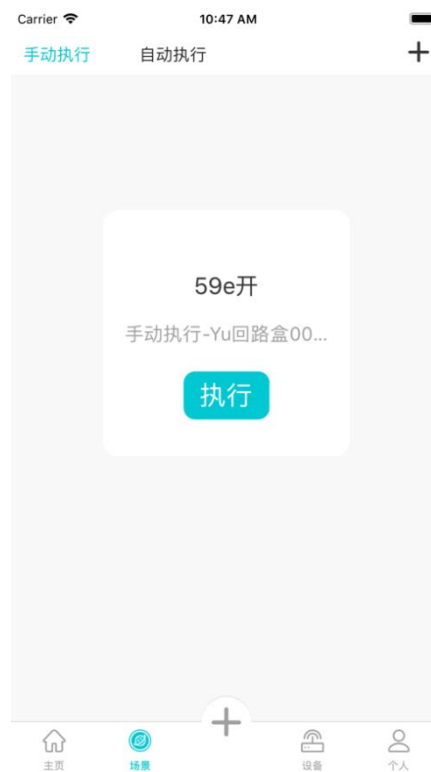 Carrier 10:47 AM
手动执行 自动执行
59e开
手动执行-Yu回路盒00...
执行
主页 场景 设备 个人